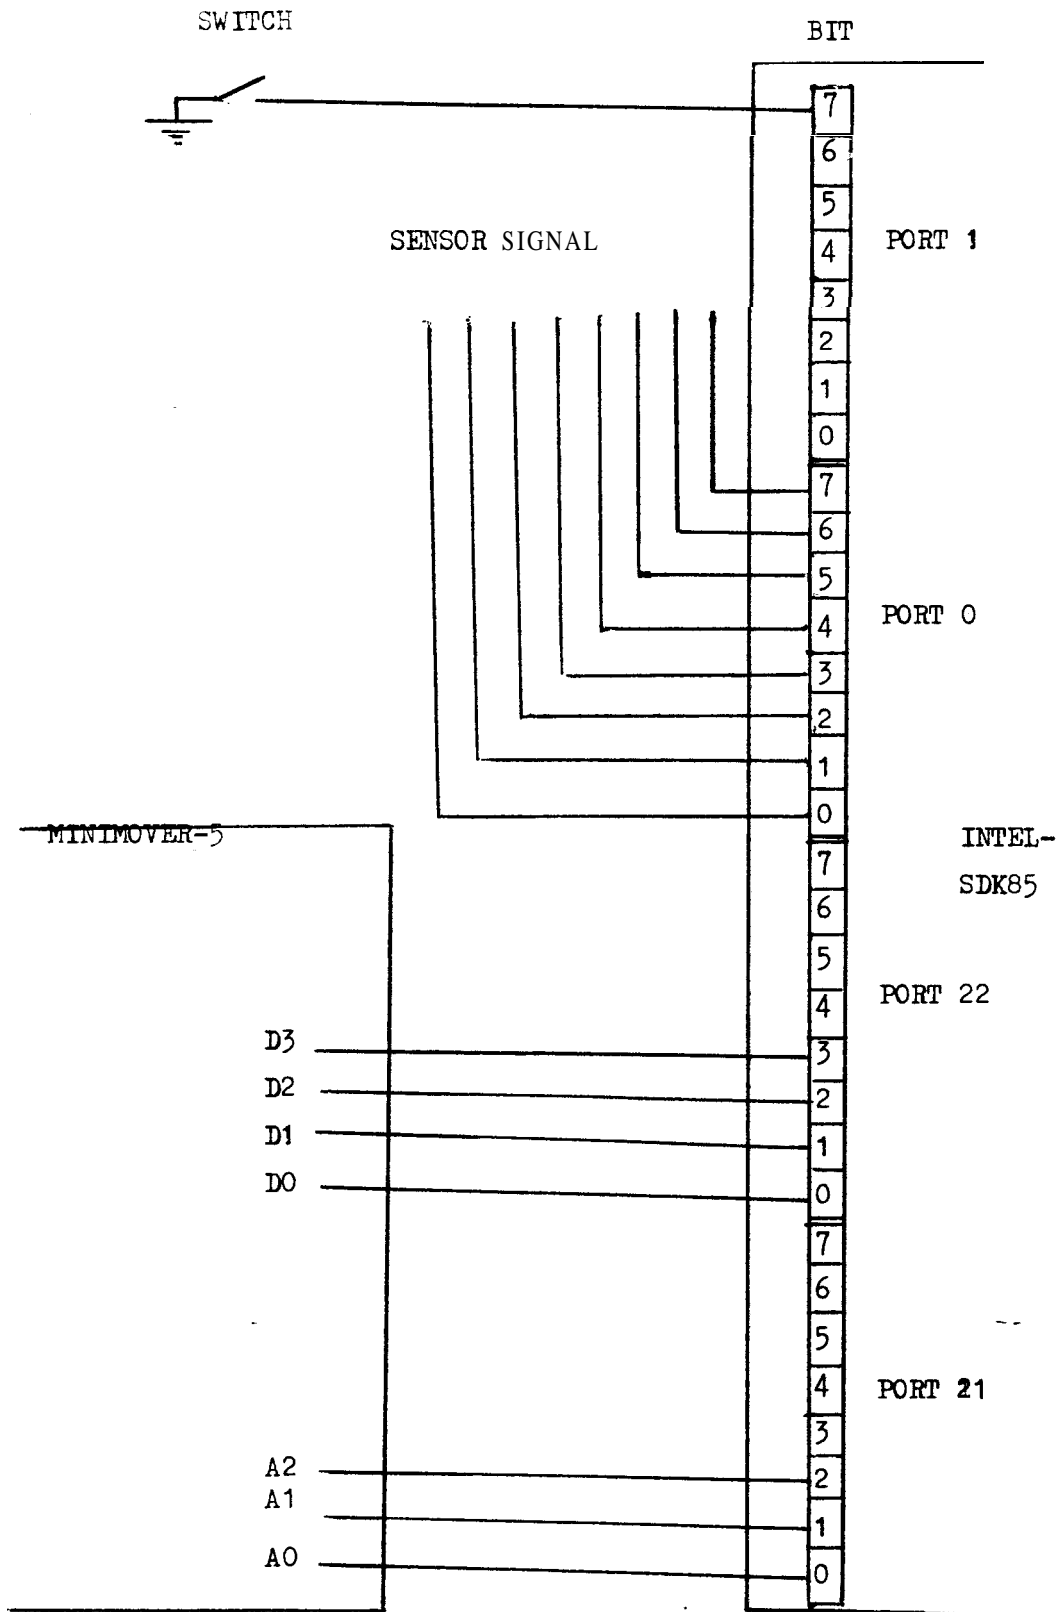 SWITCH
BIT
7
6
5
4
3
2
1
0
PORT 1
SENSOR SIGNAL
7
6
5
4
3
2
1
0
PORT 0
MINIMOVER-5
INTEL-
SDK85
7
6
5
4
3
2
1
0
PORT 22
D3
D2
D1
D0
7
6
5
4
3
2
1
0
PORT 21
A2
A1
A0